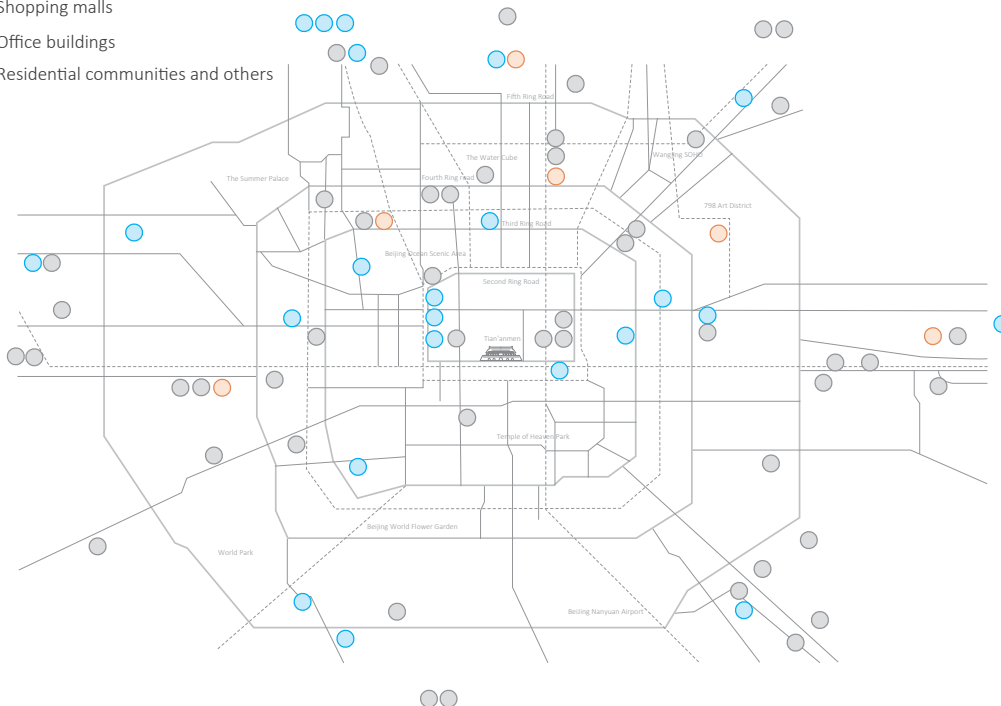 Shopping malls
Office buildings
Residential communities and others
Fifth Ring Road
The Water Cube
Wangjing SOHO
The Summer Palace
Fourth Ring road
798 Art District
Third Ring Road
Beijing Ocean Scenic Area
Second Ring Road
Tian'anmen
Temple of Heaven Park
Beijing World Flower Garden
World Park
Beijing Nanyuan Airport